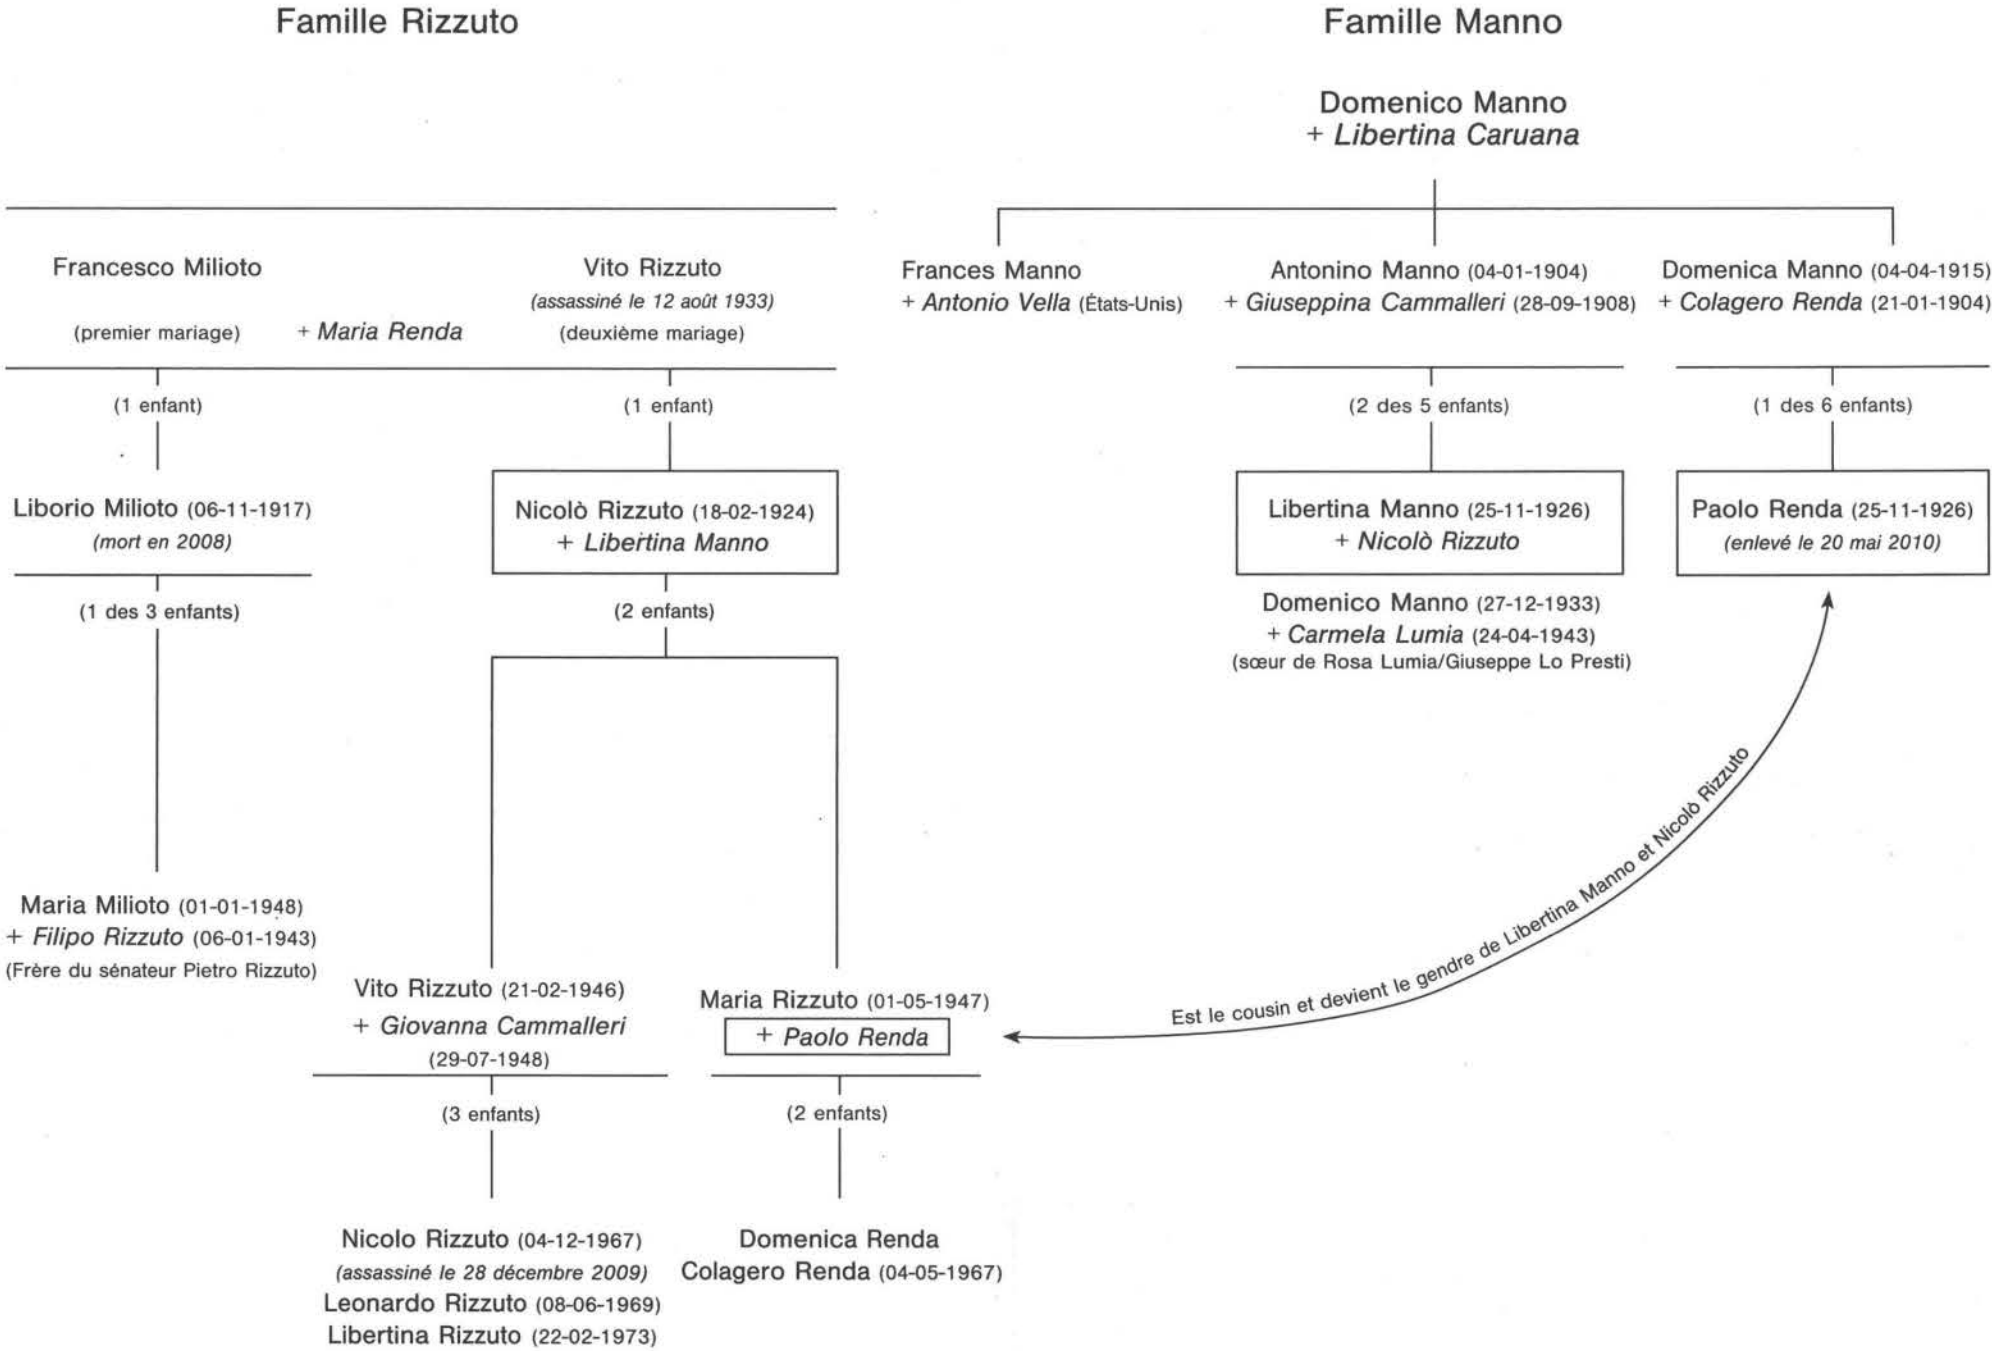 Famille Rizzuto
Francesco Milioto
(premier mariage)
+ Maria Renda
Vito Rizzuto
(assassiné le 12 août 1933)
(deuxième mariage)
(1 enfant)
(1 enfant)
Liborio Milioto (06-11-1917)
(mort en 2008)
Nicolò Rizzuto (18-02-1924)
+ Libertina Manno
(1 des 3 enfants)
(2 enfants)
Maria Milioto (01-01-1948)
+ Filipo Rizzuto (06-01-1943)
(Frère du sénateur Pietro Rizzuto)
Vito Rizzuto (21-02-1946)
+ Giovanna Cammalleri
(29-07-1948)
Maria Rizzuto (01-05-1947)
+ Paolo Renda
(3 enfants)
(2 enfants)
Nicolo Rizzuto (04-12-1967)
(assassiné le 28 décembre 2009)
Leonardo Rizzuto (08-06-1969)
Libertina Rizzuto (22-02-1973)
Domenica Renda
Colagero Renda (04-05-1967)
Famille Manno
Domenico Manno
+ Libertina Caruana
Frances Manno
+ Antonio Vella (États-Unis)
Antonino Manno (04-01-1904)
+ Giuseppina Cammalleri (28-09-1908)
Domenica Manno (04-04-1915)
+ Colagero Renda (21-01-1904)
(2 des 5 enfants)
(1 des 6 enfants)
Libertina Manno (25-11-1926)
+ Nicolò Rizzuto
Domenico Manno (27-12-1933)
+ Carmela Lumia (24-04-1943)
(sœur de Rosa Lumia/Giuseppe Lo Presti)
Paolo Renda (25-11-1926)
(enlevé le 20 mai 2010)
Est le cousin et devient le gendre de Libertina Manno et Nicolò Rizzuto